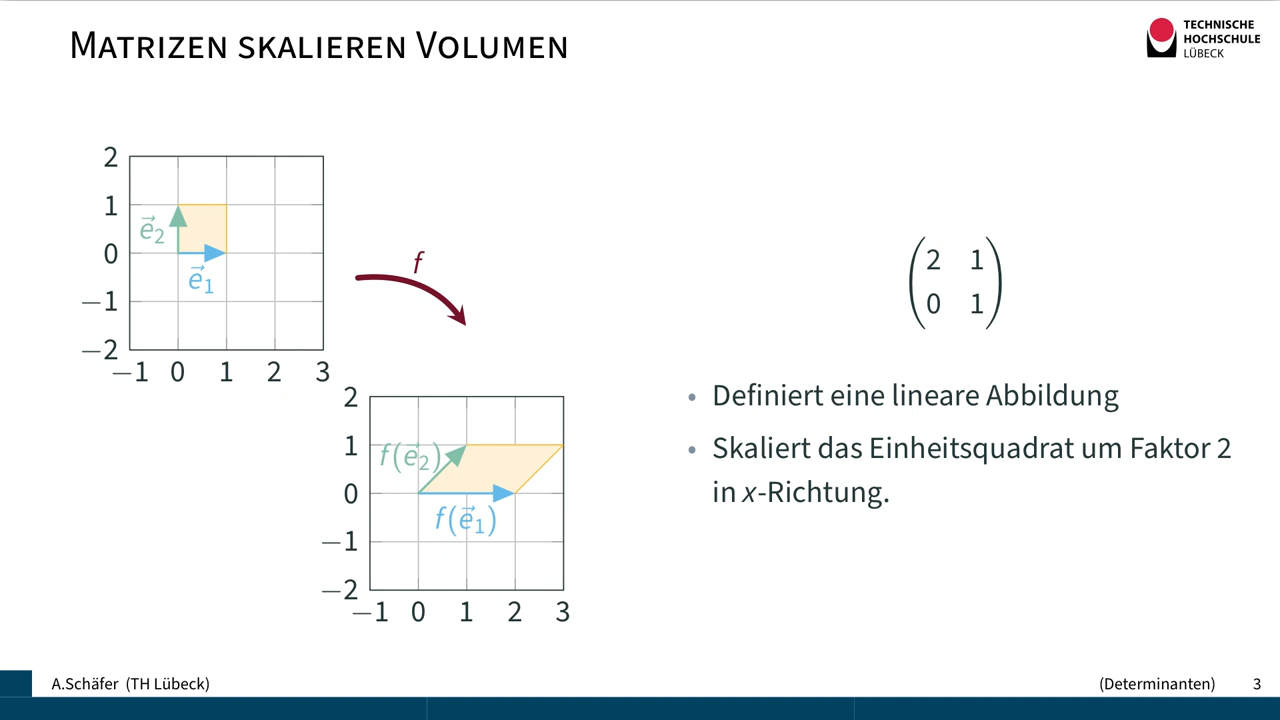 MATRIZEN SKALIEREN VOLUMEN
TECHNISCHE
HOCHSCHULE
LÜBECK
2
1
0
−1
−2
−1 0 1 2 3
e⃗₂
e⃗₁
f
2
1
0
−1
−2
−1 0 1 2 3
f(e⃗₂)
f(e⃗₁)
2 1
0 1
• Definiert eine lineare Abbildung
• Skaliert das Einheitsquadrat um Faktor 2
in x-Richtung.
A.Schäfer (TH Lübeck)
(Determinanten) 3